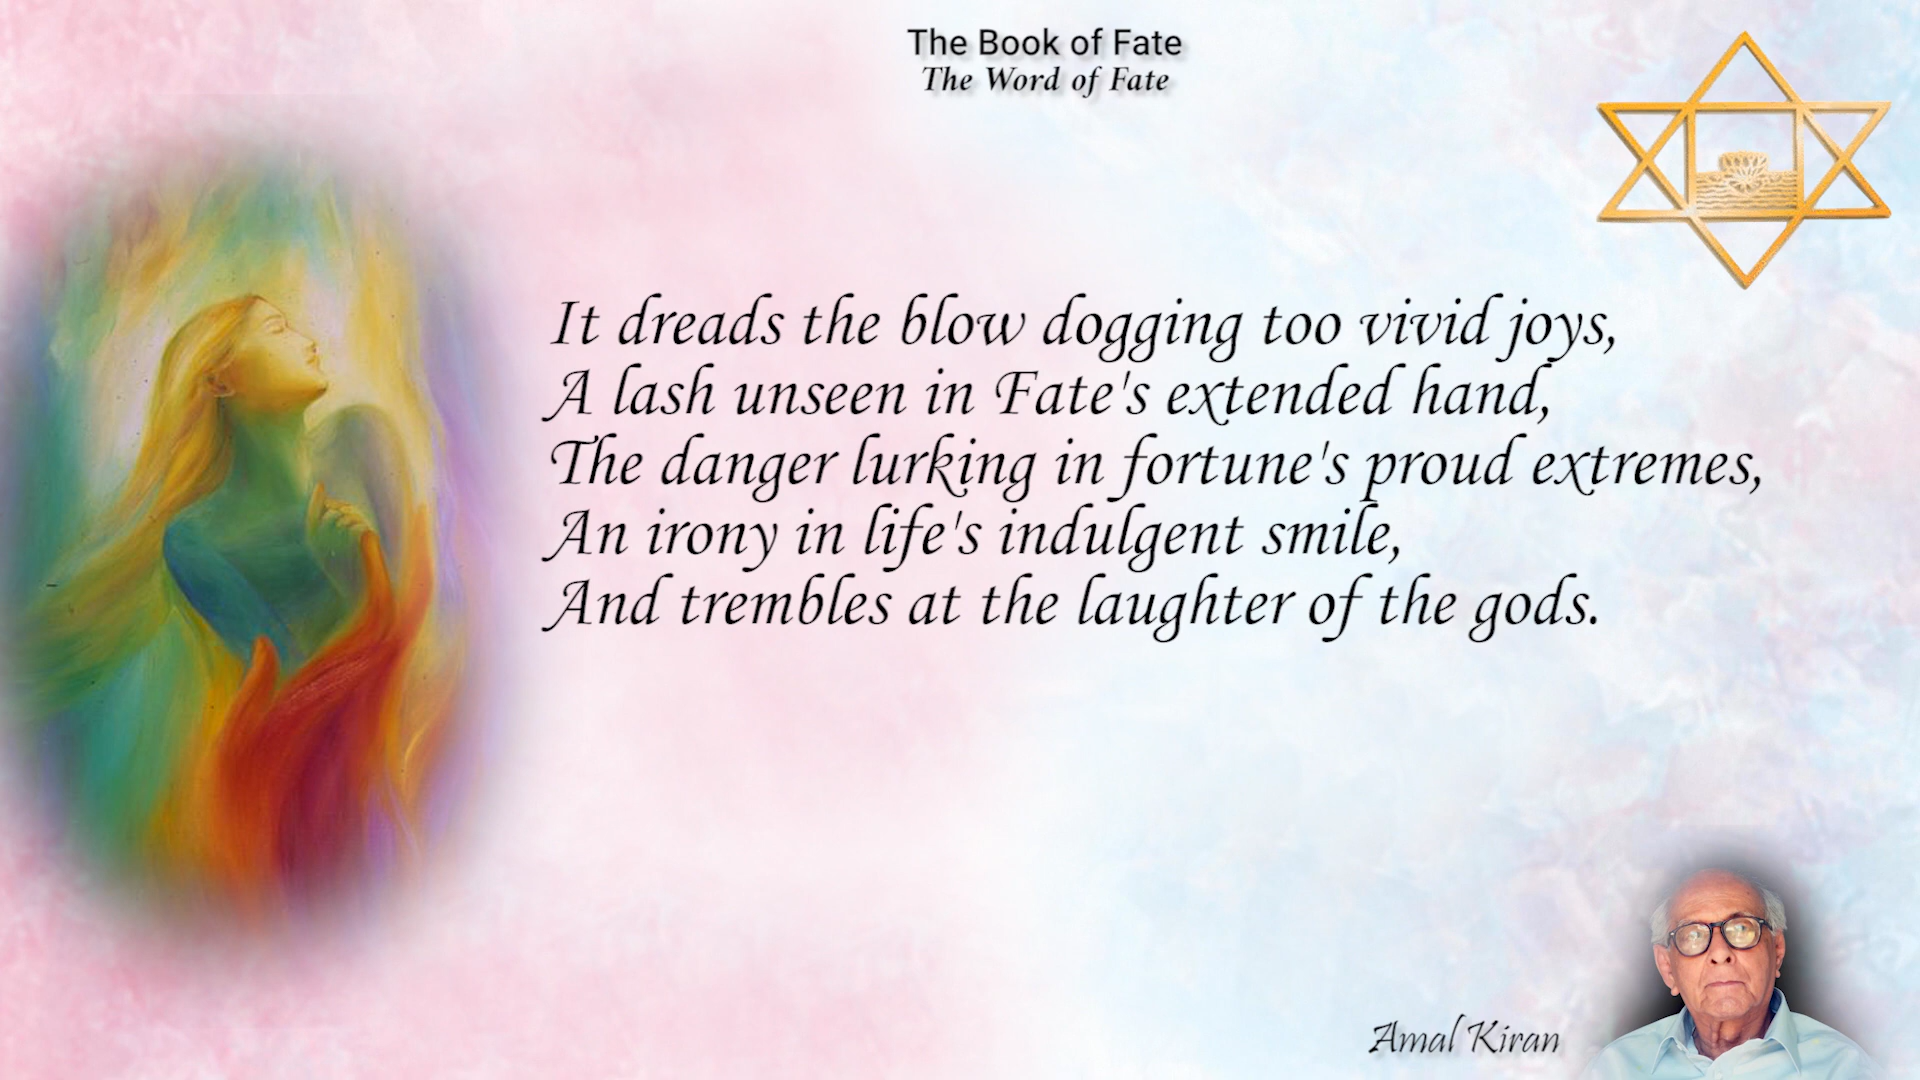 The Book of Fate
The Word of Fate
It dreads the blow dogging too vivid joys,
A lash unseen in Fate's extended hand,
The danger lurking in fortune's proud extremes,
An irony in life's indulgent smile,
And trembles at the laughter of the gods.
Amal Kiran